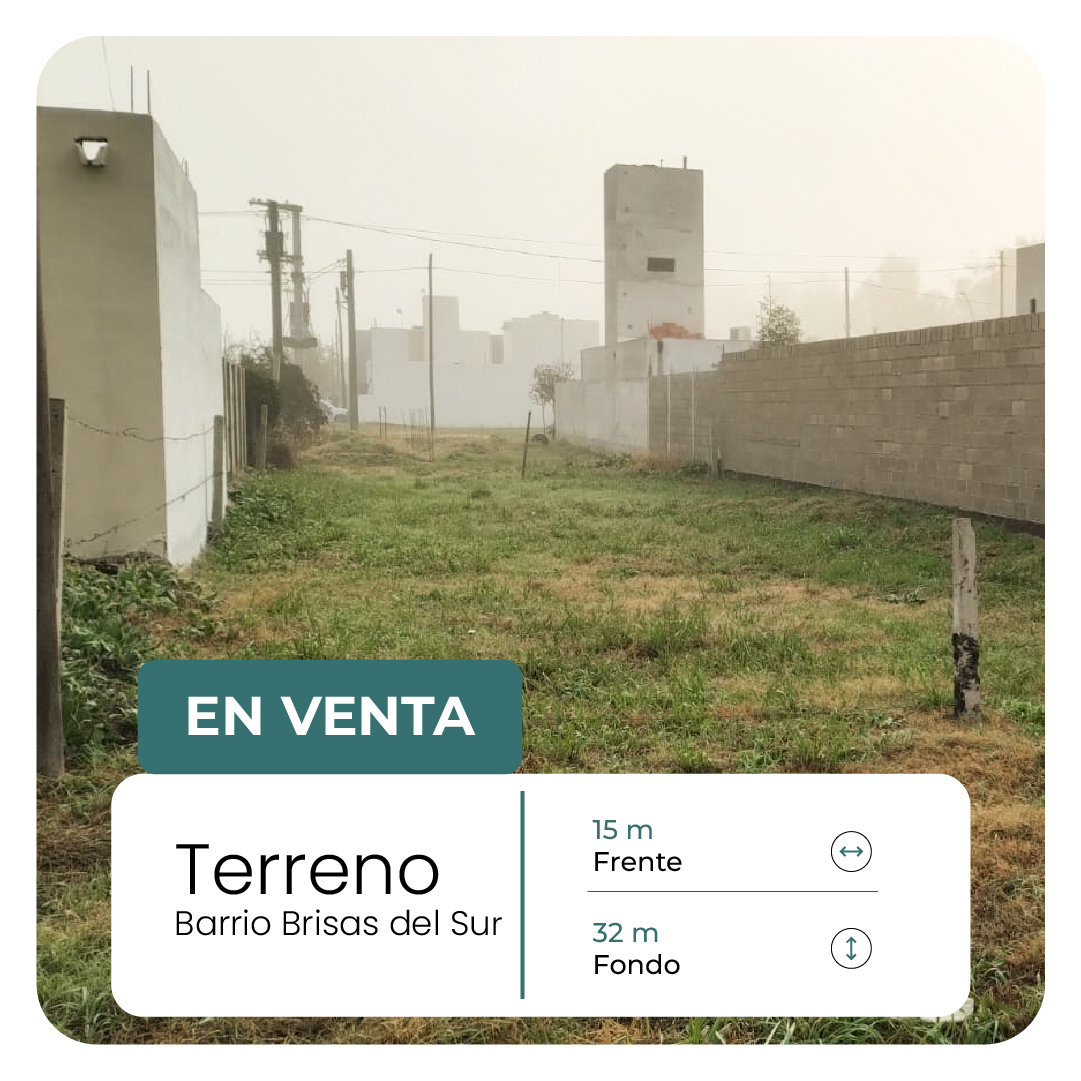 EN VENTA
Terreno
Barrio Brisas del Sur
15 m
Frente
32 m
Fondo